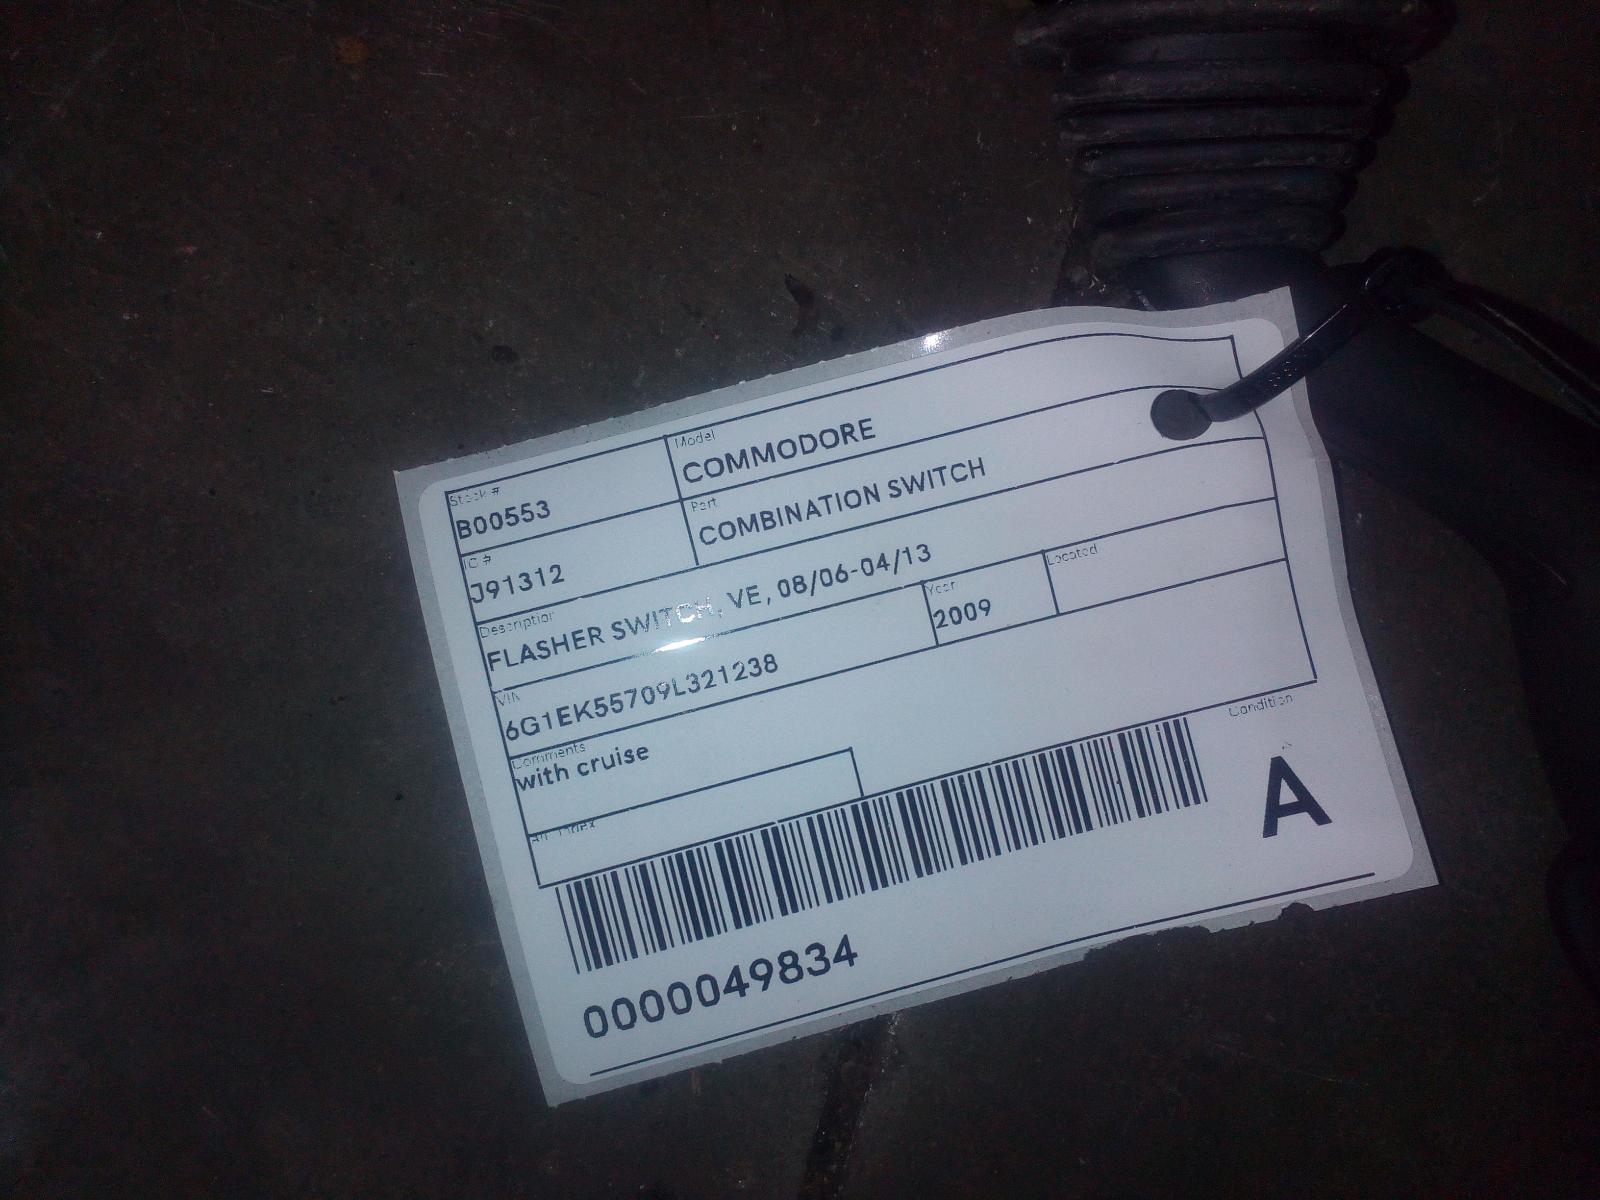 Stock # Model
B00553 COMMODORE
IC # Part
J91312 COMBINATION SWITCH
Description
FLASHER SWITCH, VE, 08/06-04/13
VIN Year Located
6G1EK55709L321238 2009
Comments
with cruise
Condition
A
0000049834